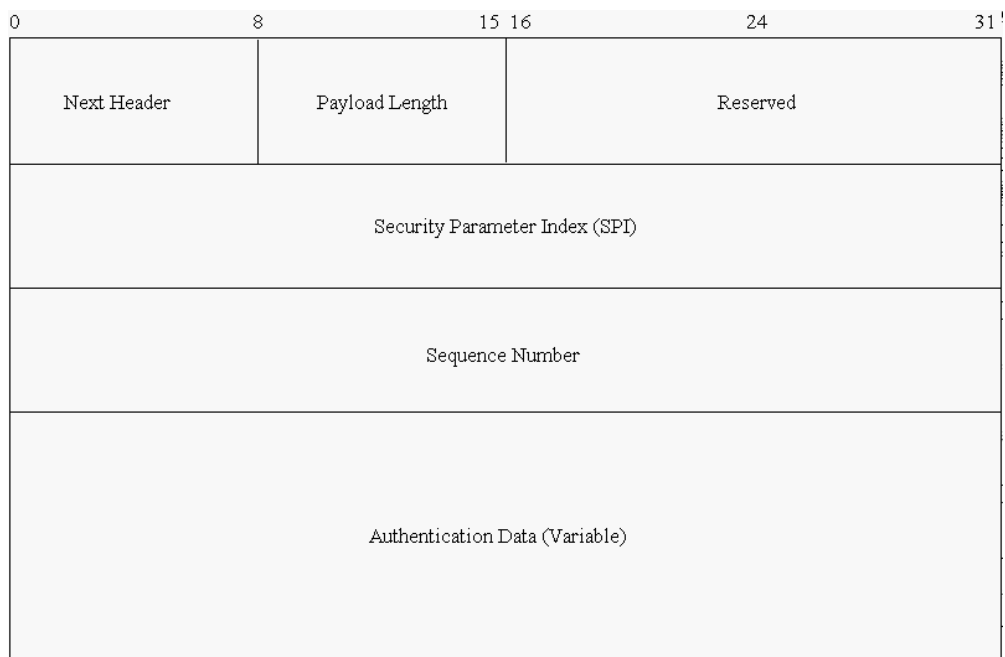 0 8 15 16 24 31
Next Header Payload Length Reserved
Security Parameter Index (SPI)
Sequence Number
Authentication Data (Variable)